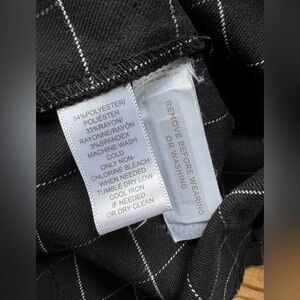 64%POLYESTER/
POLIÉSTER
33%RAYON/
RAYONNE/RAYÓN
3%SPANDEX
MACHINE WASH
COLD
ONLY NON-
CHLORINE BLEACH
WHEN NEEDED
TUMBLE DRY LOW
COOL IRON
IF NEEDED
OR DRY CLEAN
REMOVE BEFORE WEARING
OR WASHING